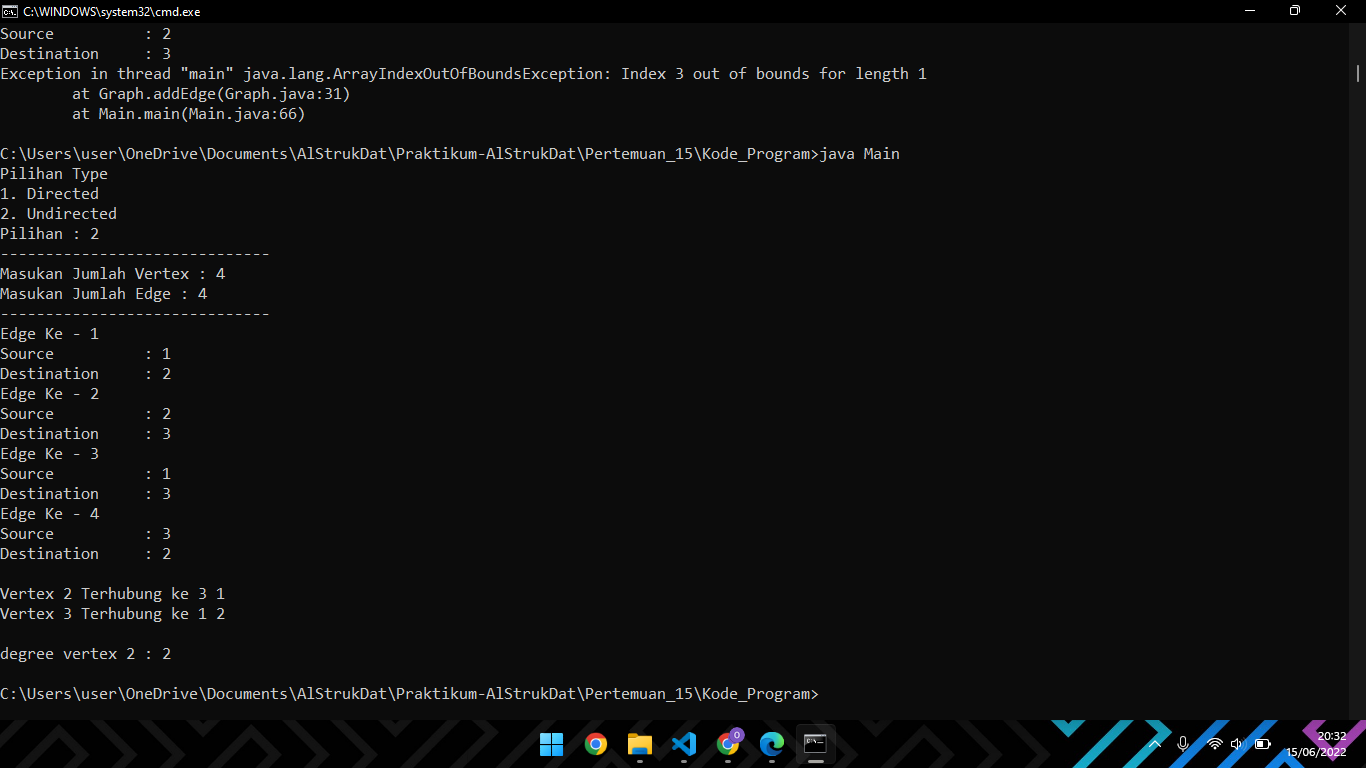 C:\WINDOWS\system32\cmd.exe
Source          : 2
Destination     : 3
Exception in thread "main" java.lang.ArrayIndexOutOfBoundsException: Index 3 out of bounds for length 1
        at Graph.addEdge(Graph.java:31)
        at Main.main(Main.java:66)
C:\Users\user\OneDrive\Documents\AlStrukDat\Praktikum-AlStrukDat\Pertemuan_15\Kode_Program>java Main
Pilihan Type
1. Directed
2. Undirected
Pilihan : 2
------------------------------
Masukan Jumlah Vertex : 4
Masukan Jumlah Edge : 4
------------------------------
Edge Ke - 1
Source          : 1
Destination     : 2
Edge Ke - 2
Source          : 2
Destination     : 3
Edge Ke - 3
Source          : 1
Destination     : 3
Edge Ke - 4
Source          : 3
Destination     : 2
Vertex 2 Terhubung ke 3 1
Vertex 3 Terhubung ke 1 2
degree vertex 2 : 2
C:\Users\user\OneDrive\Documents\AlStrukDat\Praktikum-AlStrukDat\Pertemuan_15\Kode_Program>
20:32
15/06/2022